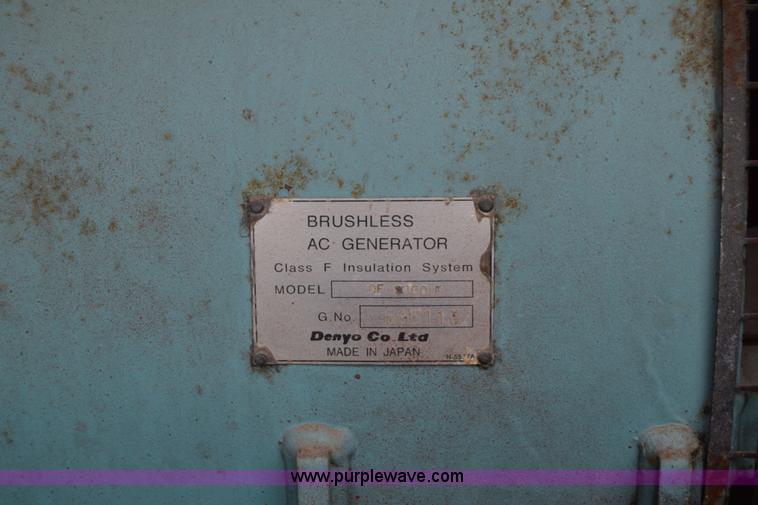 BRUSHLESS
AC GENERATOR
Class F Insulation System
MODEL
G.No.
Denyo Co.Ltd
MADE IN JAPAN
www.purplewave.com